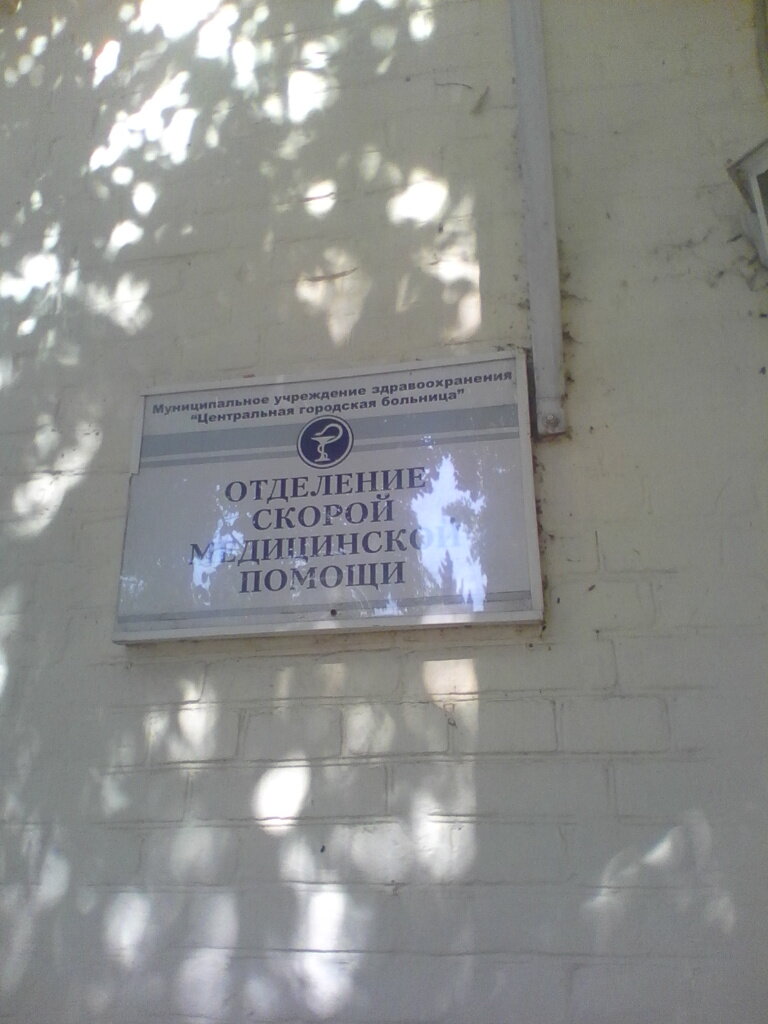 Муниципальное учреждение здравоохранения
"Центральная городская больница"
ОТДЕЛЕНИЕ
СКОРОЙ
МЕДИЦИНСКОЙ
ПОМОЩИ